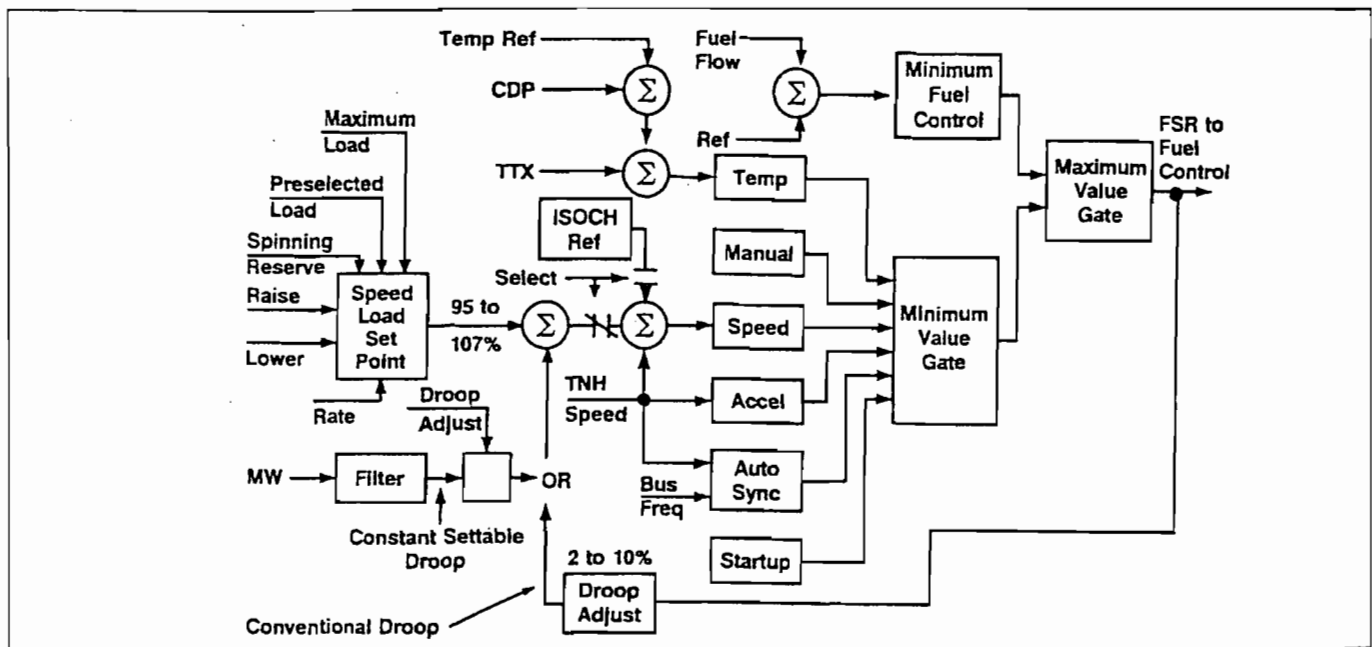 Temp Ref
CDP
TTX
Σ
Σ
Fuel
Flow
Ref
Σ
Minimum
Fuel
Control
FSR to
Fuel
Control
Maximum
Value
Gate
Maximum
Load
Preselected
Load
Spinning
Reserve
Raise
Lower
Rate
Speed
Load
Set
Point
95 to
107%
ISOCH
Ref
Select
Σ
Σ
TNH
Speed
Temp
Manual
Speed
Accel
Bus
Freq
Auto
Sync
Startup
Minimum
Value
Gate
Droop
Adjust
MW
Filter
OR
Constant Settable
Droop
2 to 10%
Droop
Adjust
Conventional Droop